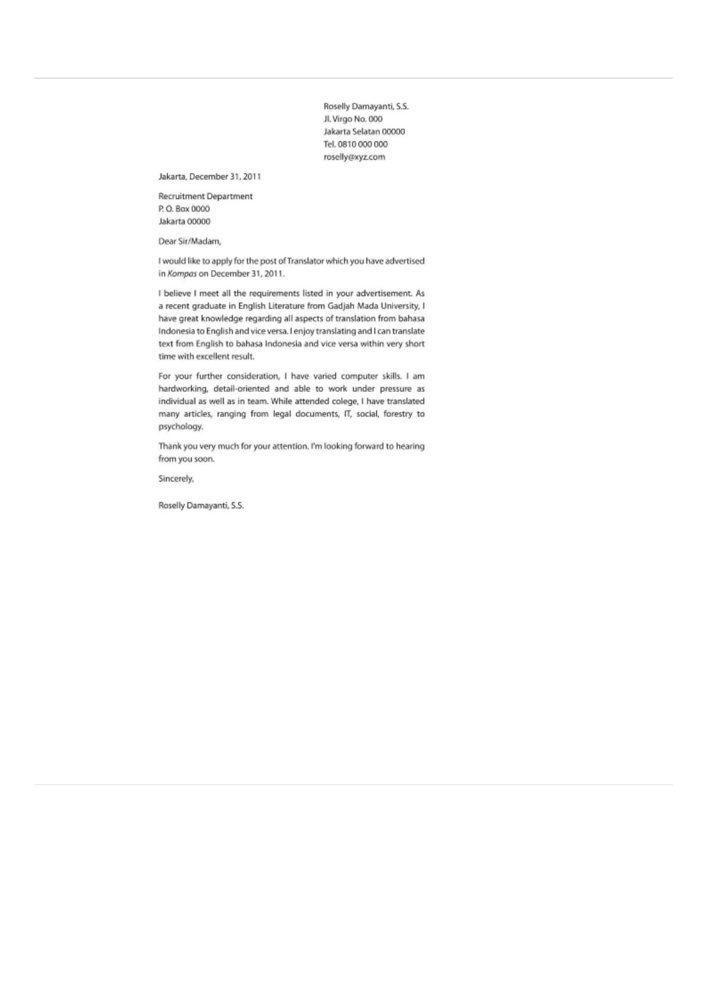 Roselly Damayanti, S.S.
Jl. Virgo No. 000
Jakarta Selatan 00000
Tel. 0810 000 000
roselly@xyz.com
Jakarta, December 31, 2011
Recruitment Department
P. O. Box 0000
Jakarta 00000
Dear Sir/Madam,
I would like to apply for the post of Translator which you have advertised
in Kompas on December 31, 2011.
I believe I meet all the requirements listed in your advertisement. As
a recent graduate in English Literature from Gadjah Mada University, I
have great knowledge regarding all aspects of translation from bahasa
Indonesia to English and vice versa. I enjoy translating and I can translate
text from English to bahasa Indonesia and vice versa within very short
time with excellent result.
For your further consideration, I have varied computer skills. I am
hardworking, detail-oriented and able to work under pressure as
individual as well as in team. While attended colege, I have translated
many articles, ranging from legal documents, IT, social, forestry to
psychology.
Thank you very much for your attention. I'm looking forward to hearing
from you soon.
Sincerely,
Roselly Damayanti, S.S.